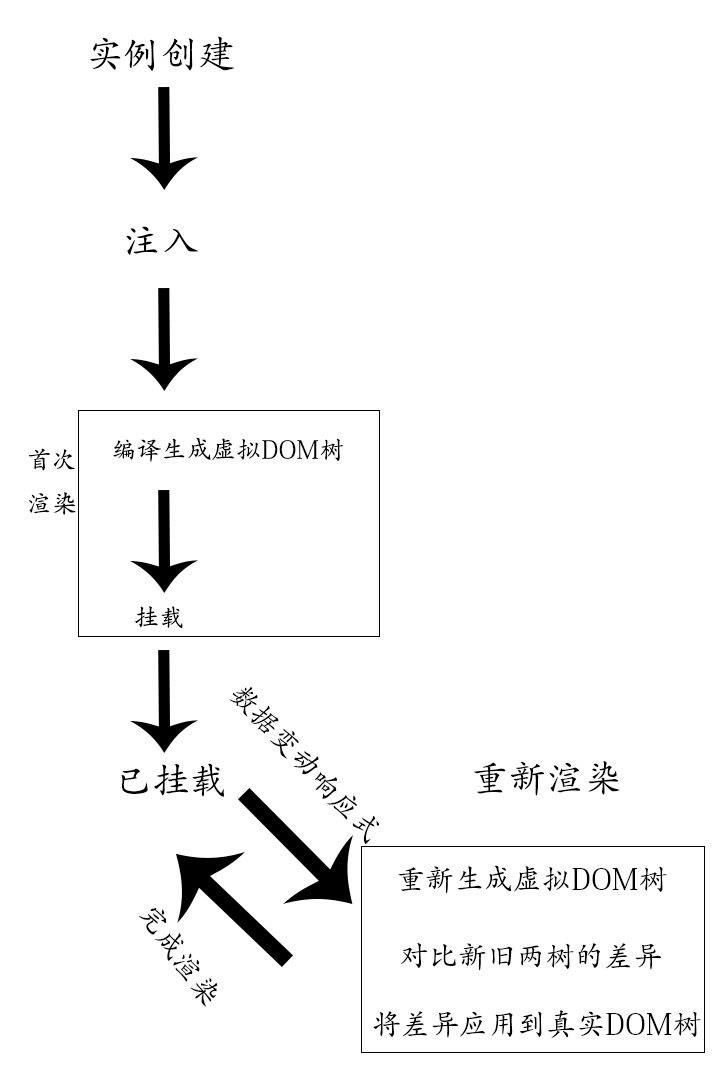 实例创建
注入
首次
渲染
编译生成虚拟DOM树
挂载
已挂载
数据变动响应式
完成渲染
重新渲染
重新生成虚拟DOM树
对比新旧两树的差异
将差异应用到真实DOM树